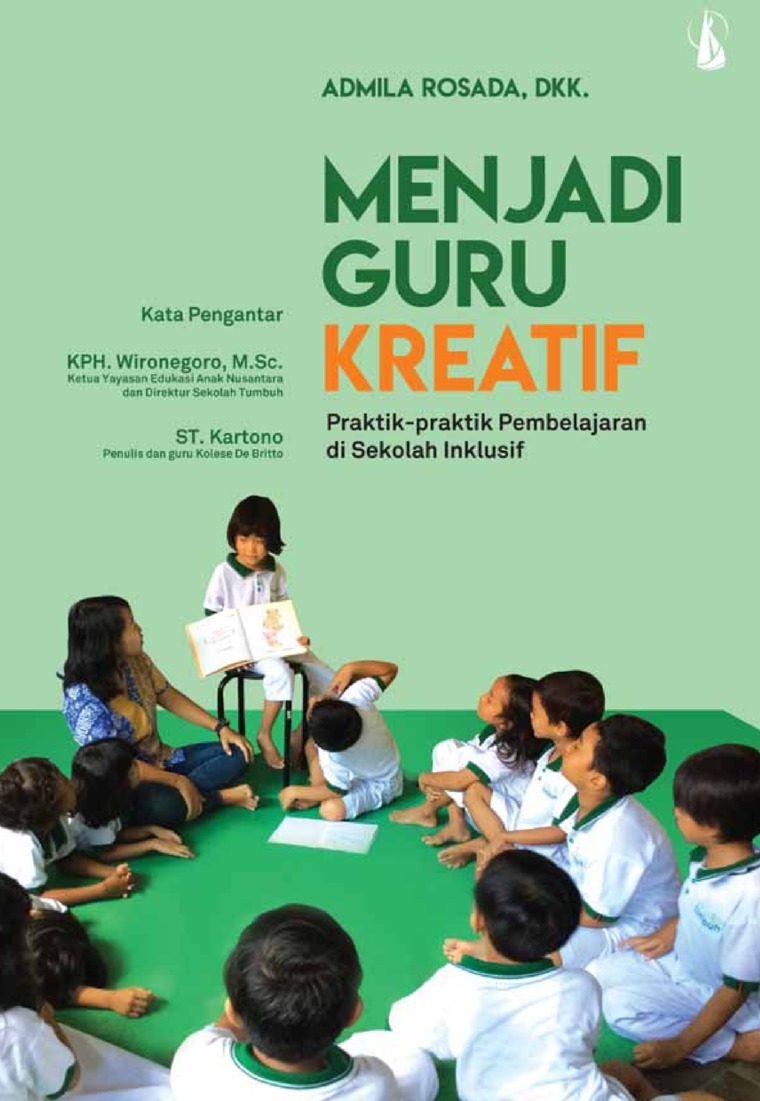 ADMILA ROSADA, DKK.
MENJADI
GURU
KREATIF
Praktik-praktik Pembelajaran
di Sekolah Inklusif
Kata Pengantar
KPH. Wironegoro, M.Sc.
Ketua Yayasan Edukasi Anak Nusantara
dan Direktur Sekolah Tumbuh
ST. Kartono
Penulis dan guru Kolese De Britto